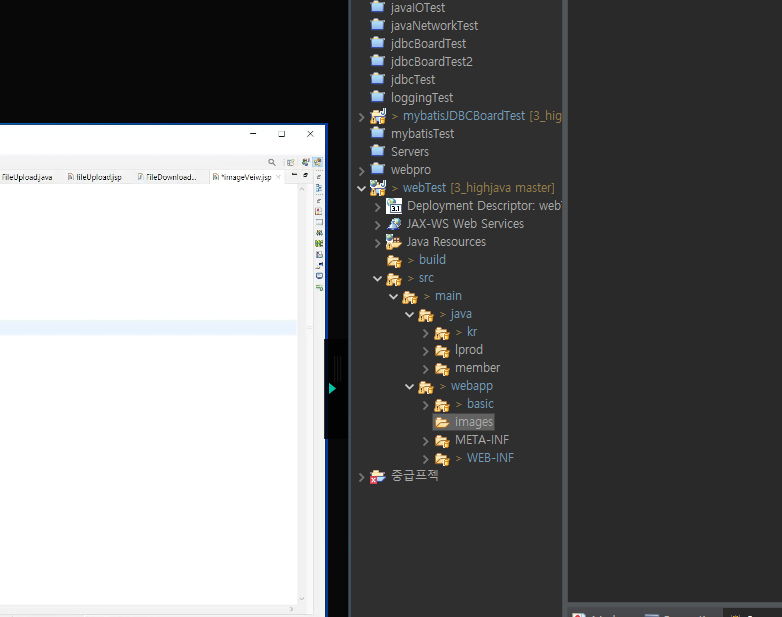 javaIOTest
javaNetworkTest
jdbcBoardTest
jdbcBoardTest2
jdbcTest
loggingTest
> mybatisJDBCBoardTest [3_hig
mybatisTest
Servers
webpro
> webTest [3_highjava master]
Deployment Descriptor: web
JAX-WS Web Services
Java Resources
> build
> src
> main
> java
> kr
lprod
member
> webapp
> basic
images
META-INF
> WEB-INF
중급프젝
fileUpload.java
fileUpload.jsp
FileDownload...
*imageVeiw.jsp